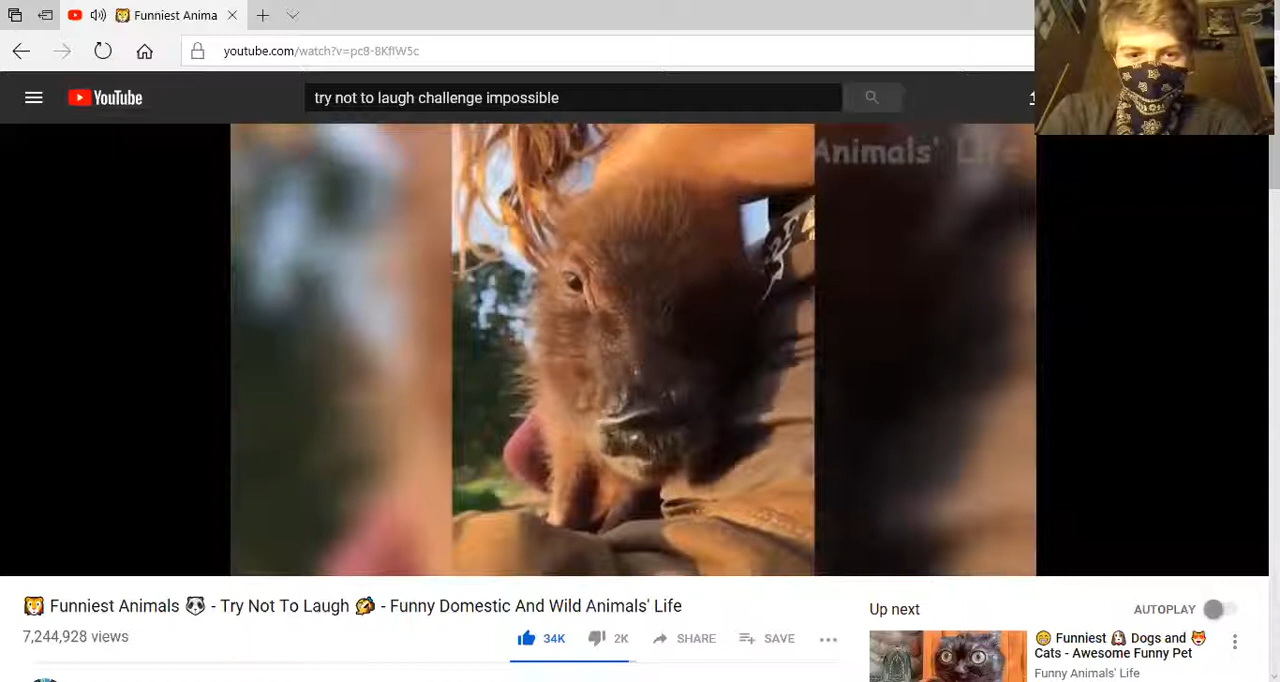 Funniest Anima
youtube.com/watch?v=pc8-8KflW5c
YouTube
try not to laugh challenge impossible
Animals' Life
Funniest Animals - Try Not To Laugh - Funny Domestic And Wild Animals' Life
7,244,928 views
34K
2K
SHARE
SAVE
Up next
AUTOPLAY
Funniest Dogs and
Cats - Awesome Funny Pet
Funny Animals' Life